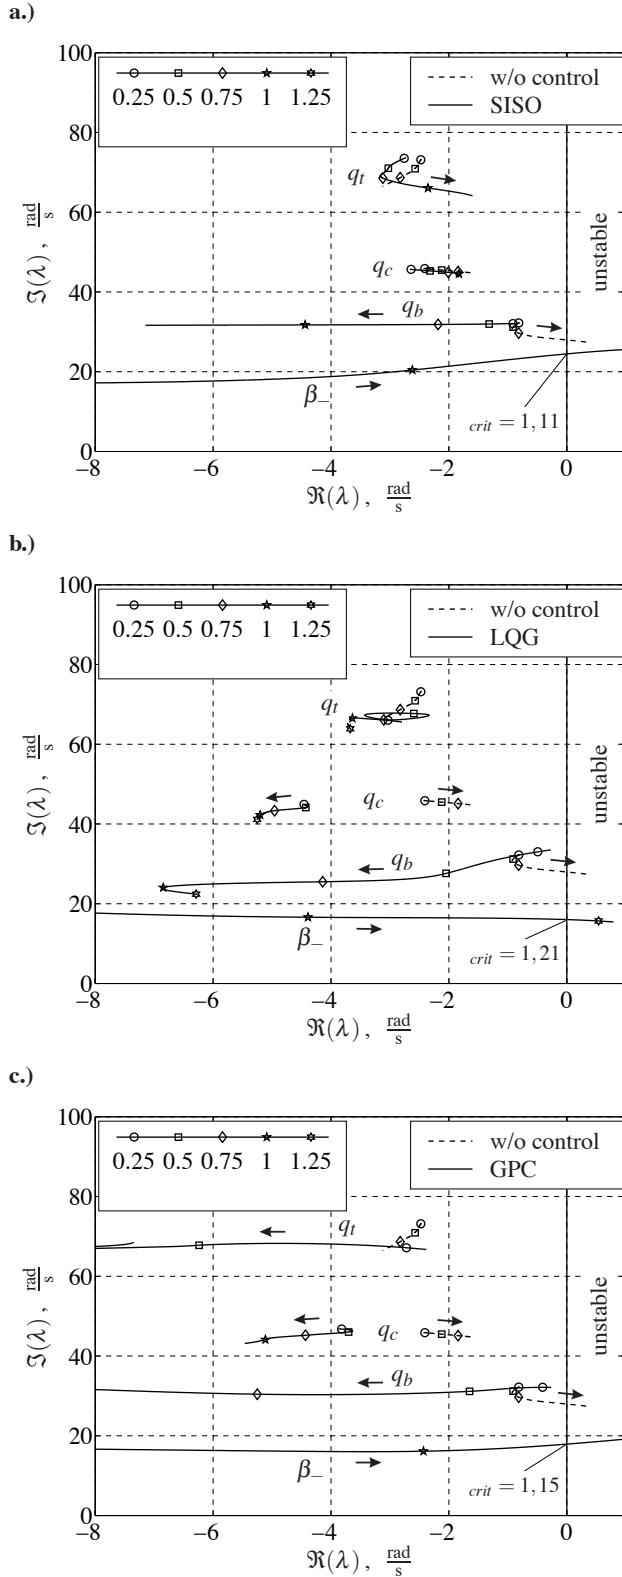 a.)
100
80
60
40
20
0
ℑ(λ) , rad/s
0.25 0.5 0.75 1 1.25
w/o control
SISO
q_t
q_c
q_b
β_−
unstable
crit = 1,11
−8 −6 −4 −2 0
ℜ(λ) , rad/s
b.)
100
80
60
40
20
0
ℑ(λ) , rad/s
0.25 0.5 0.75 1 1.25
w/o control
LQG
q_t
q_c
q_b
β_−
unstable
crit = 1,21
−8 −6 −4 −2 0
ℜ(λ) , rad/s
c.)
100
80
60
40
20
0
ℑ(λ) , rad/s
0.25 0.5 0.75 1 1.25
w/o control
GPC
q_t
q_c
q_b
β_−
unstable
crit = 1,15
−8 −6 −4 −2 0
ℜ(λ) , rad/s